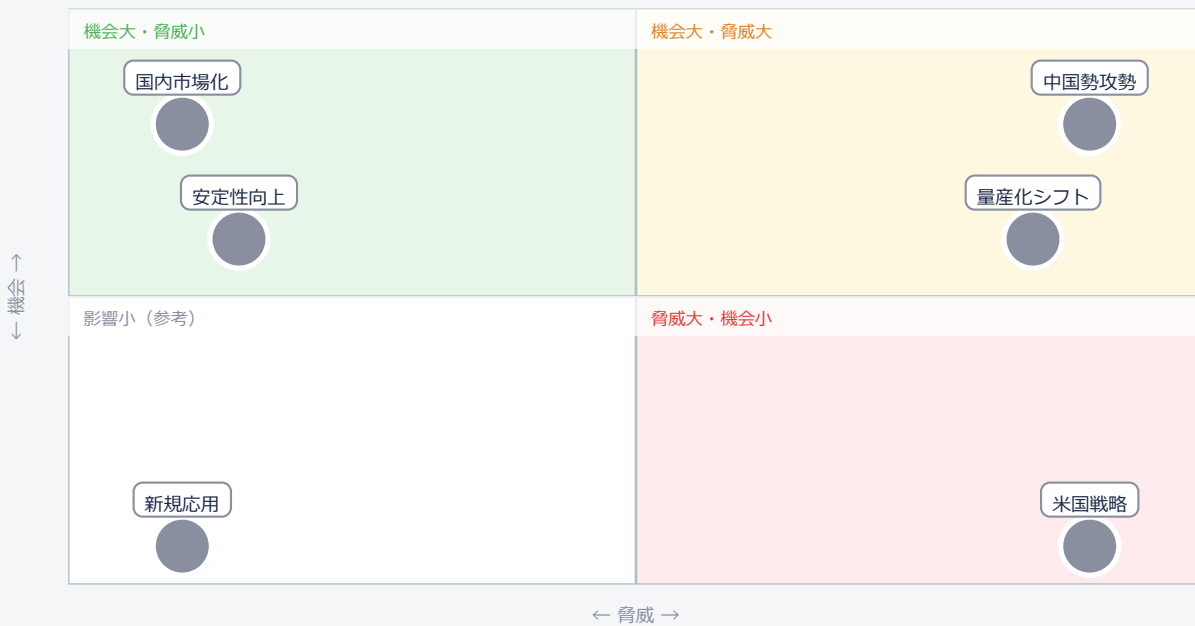 機会大・脅威小
機会大・脅威大
国内市場化
中国勢攻勢
安定性向上
量産化シフト
← 機会 →
影響小（参考）
脅威大・機会小
新規応用
米国戦略
← 脅威 →